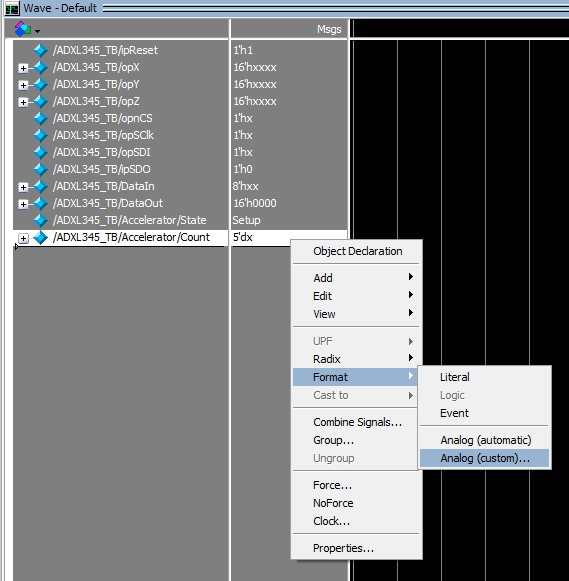 Wave - Default
Msgs
/ADXL345_TB/ipReset 1'h1
/ADXL345_TB/opX 16'hxxxx
/ADXL345_TB/opY 16'hxxxx
/ADXL345_TB/opZ 16'hxxxx
/ADXL345_TB/opnCS 1'hx
/ADXL345_TB/opSClk 1'hx
/ADXL345_TB/opSDI 1'hx
/ADXL345_TB/ipSDO 1'h0
/ADXL345_TB/DataIn 8'hxx
/ADXL345_TB/DataOut 16'h0000
/ADXL345_TB/Accelerator/State Setup
/ADXL345_TB/Accelerator/Count 5'dx
Object Declaration
Add
Edit
View
UPF
Radix
Format
Cast to
Combine Signals...
Group...
Ungroup
Force...
NoForce
Clock...
Properties...
Literal
Logic
Event
Analog (automatic)
Analog (custom)...